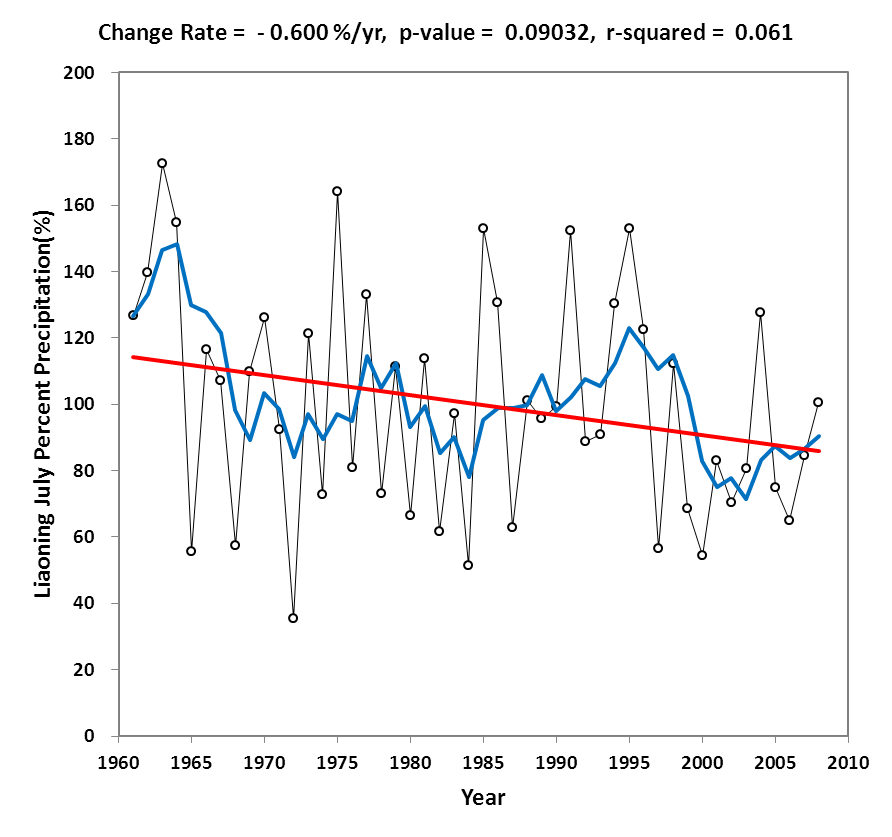 Change Rate = - 0.600 %/yr, p-value = 0.09032, r-squared = 0.061
200
180
160
140
120
100
80
60
40
20
0
Liaoning July Percent Precipitation(%)
1960 1965 1970 1975 1980 1985 1990 1995 2000 2005 2010
Year